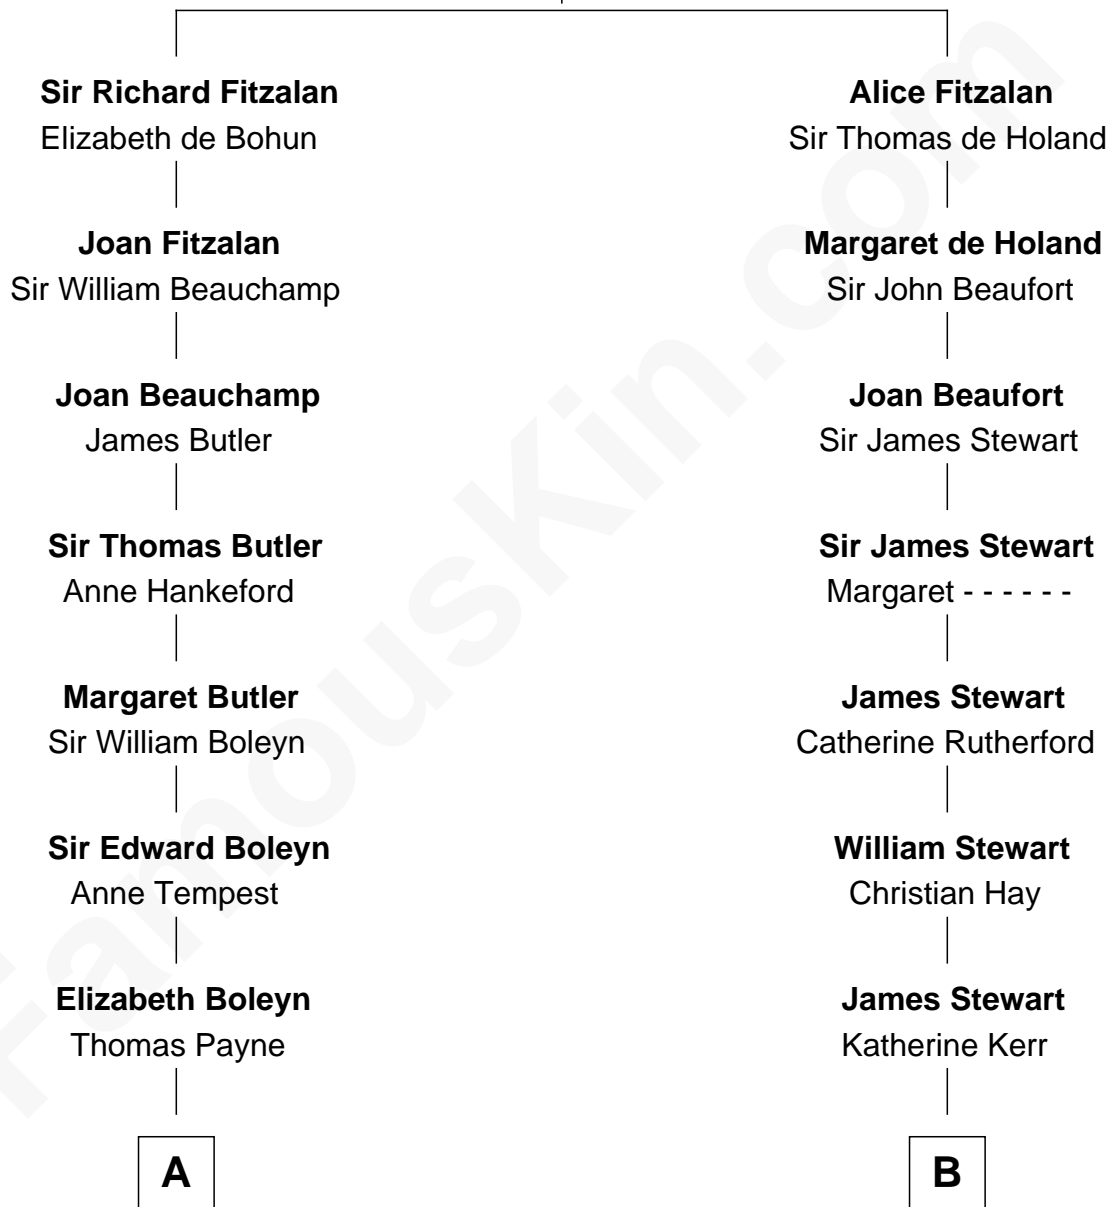 Sir Richard Fitzalan
Elizabeth de Bohun
Joan Fitzalan
Sir William Beauchamp
Joan Beauchamp
James Butler
Sir Thomas Butler
Anne Hankeford
Margaret Butler
Sir William Boleyn
Sir Edward Boleyn
Anne Tempest
Elizabeth Boleyn
Thomas Payne
A
Alice Fitzalan
Sir Thomas de Holand
Margaret de Holand
Sir John Beaufort
Joan Beaufort
Sir James Stewart
Sir James Stewart
Margaret - - - - - -
James Stewart
Catherine Rutherford
William Stewart
Christian Hay
James Stewart
Katherine Kerr
B
FamousKin.com